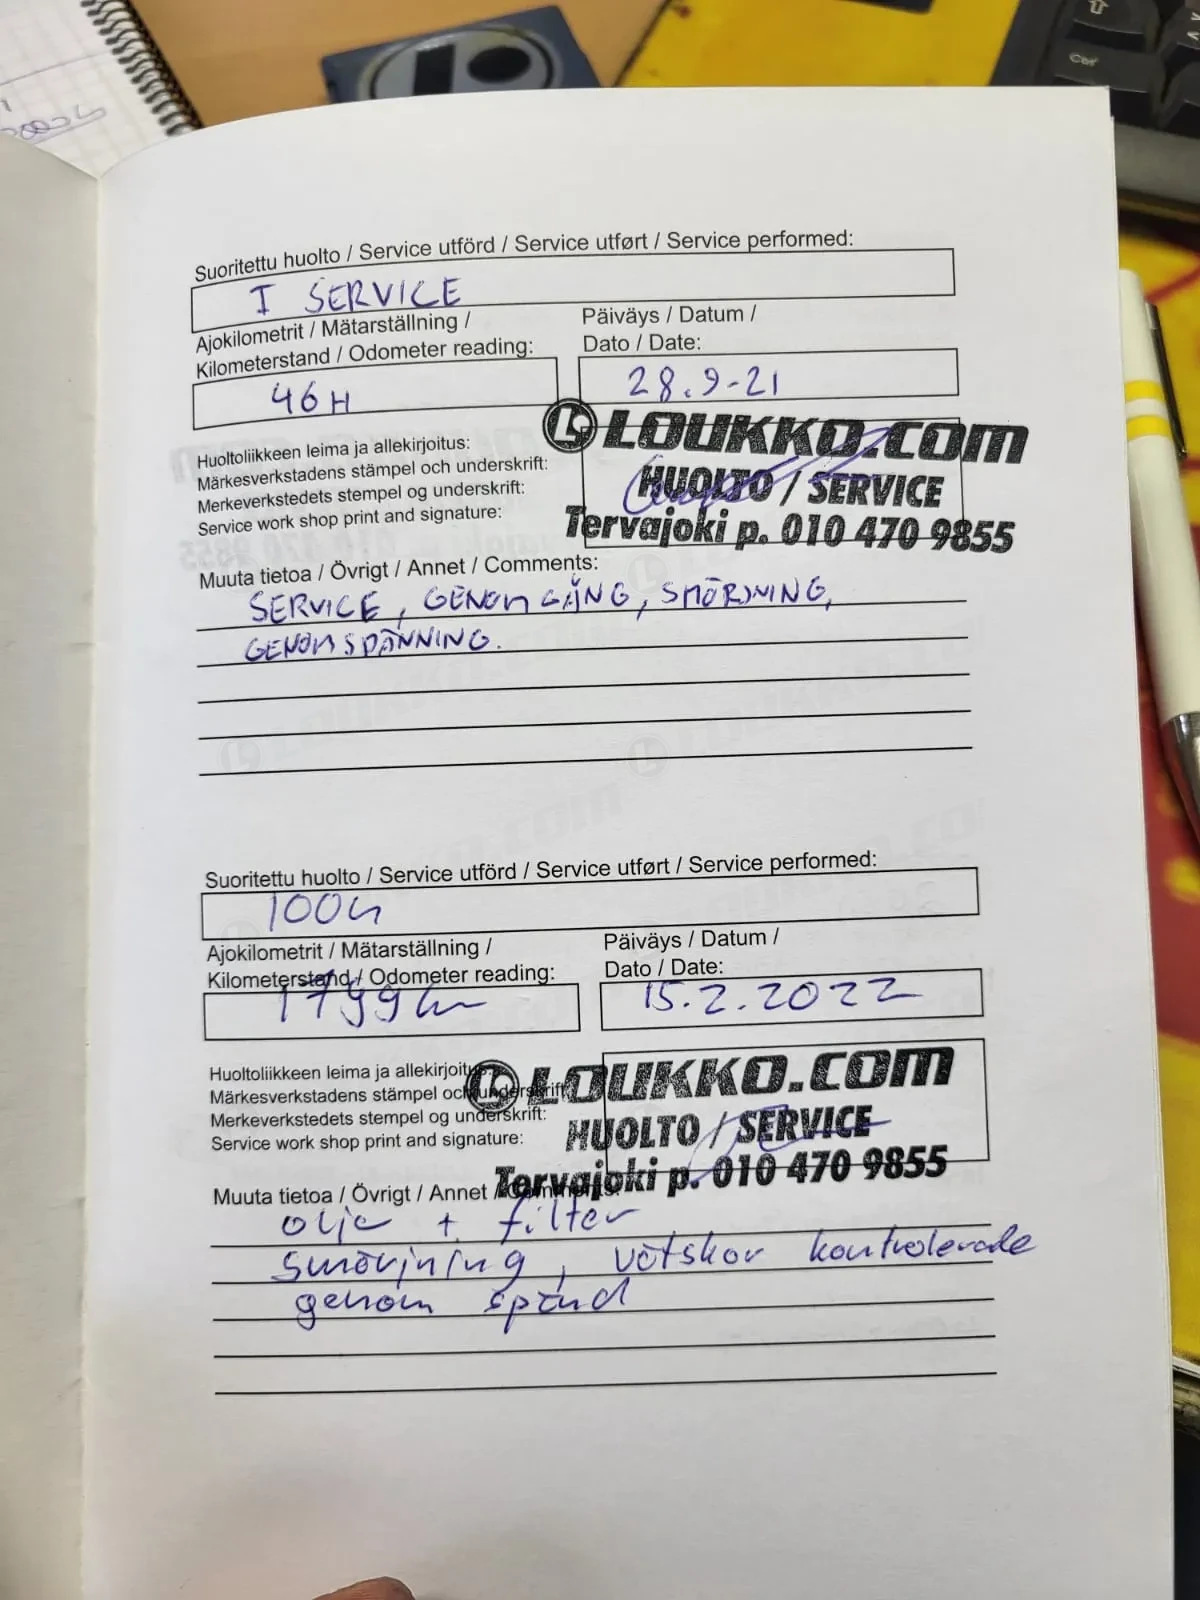 Ctrl
Suoritettu huolto / Service utförd / Service utført / Service performed:
I SERVICE
Ajokilometrit / Mätarställning /
Kilometerstand / Odometer reading:
46H
Päiväys / Datum /
Dato / Date:
28.9-21
Huoltoliikkeen leima ja allekirjoitus:
Märkesverkstadens stämpel och underskrift:
Merkeverkstedets stempel og underskrift:
Service work shop print and signature:
LOUKKO.COM
HUOLTO / SERVICE
Tervajoki p. 010 470 9855
Muuta tietoa / Övrigt / Annet / Comments:
SERVICE, GENOMGÅNG, SMÖRJNING,
GENOMSPÄNNING.
Suoritettu huolto / Service utförd / Service utført / Service performed:
100h
Ajokilometrit / Mätarställning /
Kilometerstand / Odometer reading:
Päiväys / Datum /
Dato / Date:
15.2.2022
Huoltoliikkeen leima ja allekirjoitus:
Märkesverkstadens stämpel och underskrift:
Merkeverkstedets stempel og underskrift:
Service work shop print and signature:
LOUKKO.COM
HUOLTO / SERVICE
Tervajoki p. 010 470 9855
Muuta tietoa / Övrigt / Annet / Comments:
olje + filter
smörjning, vätskor kontrolerade
genom spänd